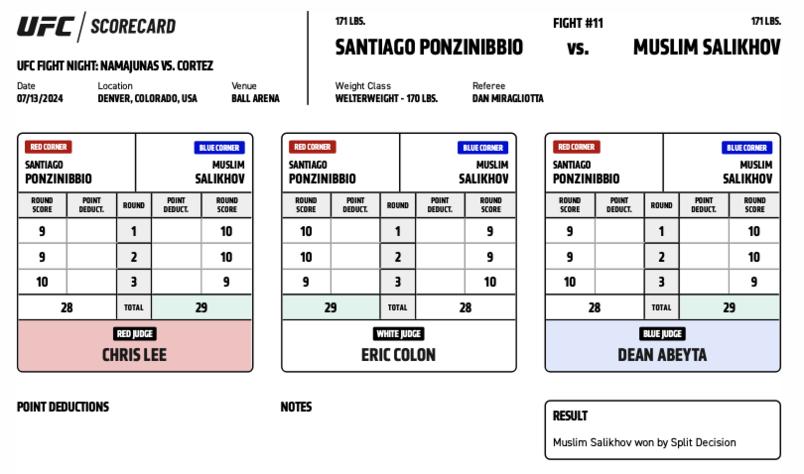 UFC / SCORECARD
UFC FIGHT NIGHT: NAMAJUNAS VS. CORTEZ
Date Location Venue
07/13/2024 DENVER, COLORADO, USA BALL ARENA
171 LBS. FIGHT #11 171 LBS.
SANTIAGO PONZINIBBIO vs. MUSLIM SALIKHOV
Weight Class Referee
WELTERWEIGHT - 170 LBS. DAN MIRAGLIOTTA
RED CORNER BLUE CORNER
SANTIAGO MUSLIM
PONZINIBBIO SALIKHOV
ROUND POINT ROUND POINT ROUND
SCORE DEDUCT. DEDUCT. SCORE
9 1 10
9 2 10
10 3 9
28 TOTAL 29
RED JUDGE
CHRIS LEE
RED CORNER BLUE CORNER
SANTIAGO MUSLIM
PONZINIBBIO SALIKHOV
ROUND POINT ROUND POINT ROUND
SCORE DEDUCT. DEDUCT. SCORE
10 1 9
10 2 9
9 3 10
29 TOTAL 28
WHITE JUDGE
ERIC COLON
RED CORNER BLUE CORNER
SANTIAGO MUSLIM
PONZINIBBIO SALIKHOV
ROUND POINT ROUND POINT ROUND
SCORE DEDUCT. DEDUCT. SCORE
9 1 10
9 2 10
10 3 9
28 TOTAL 29
BLUE JUDGE
DEAN ABEYTA
POINT DEDUCTIONS
NOTES
RESULT
Muslim Salikhov won by Split Decision